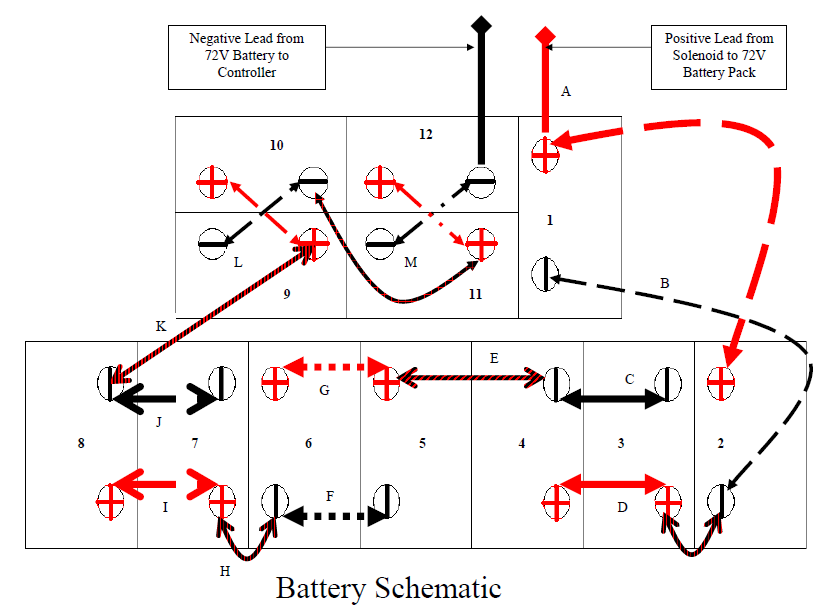 Negative Lead from
72V Battery to
Controller
Positive Lead from
Solenoid to 72V
Battery Pack
A
12
10
1
L
M
B
9
11
K
E
G
C
J
8
7
6
5
4
3
2
F
I
D
H
Battery Schematic